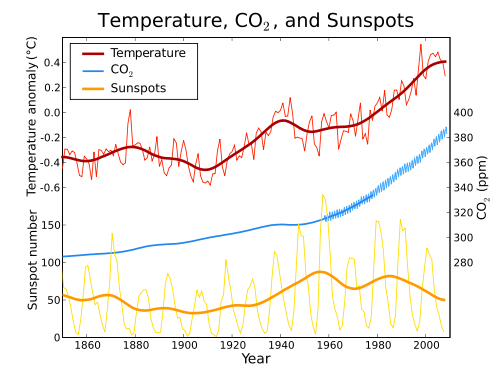 Temperature, CO₂, and Sunspots
Temperature
CO₂
Sunspots
Temperature anomaly (°C)
0.4
0.2
0.0
-0.2
-0.4
-0.6
Sunspot number
150
100
50
0
400
380
360
340
320
300
280
CO₂ (ppm)
1860 1880 1900 1920 1940 1960 1980 2000
Year